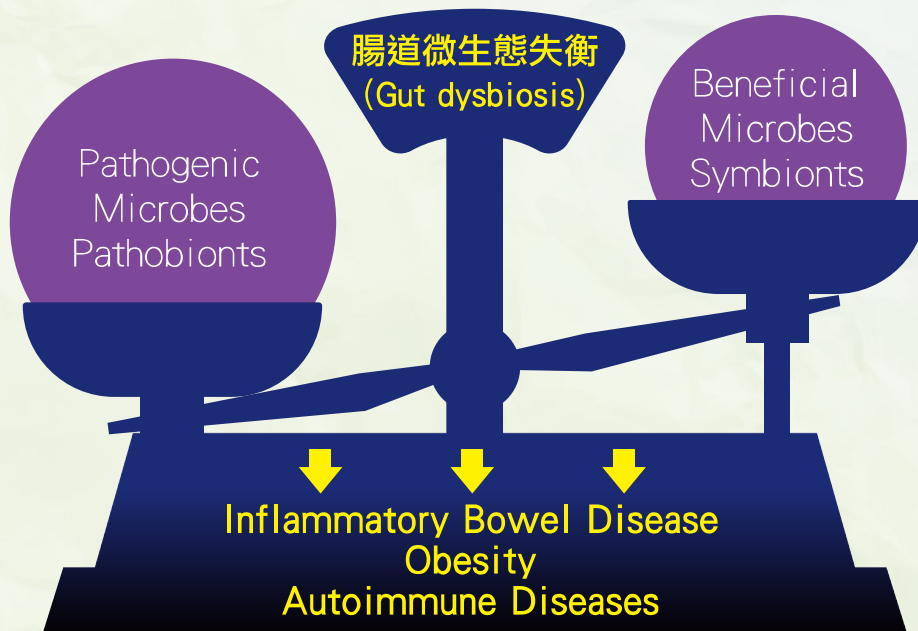 腸道微生態失衡
(Gut dysbiosis)
Pathogenic
Microbes
Pathobionts
Beneficial
Microbes
Symbionts
Inflammatory Bowel Disease
Obesity
Autoimmune Diseases